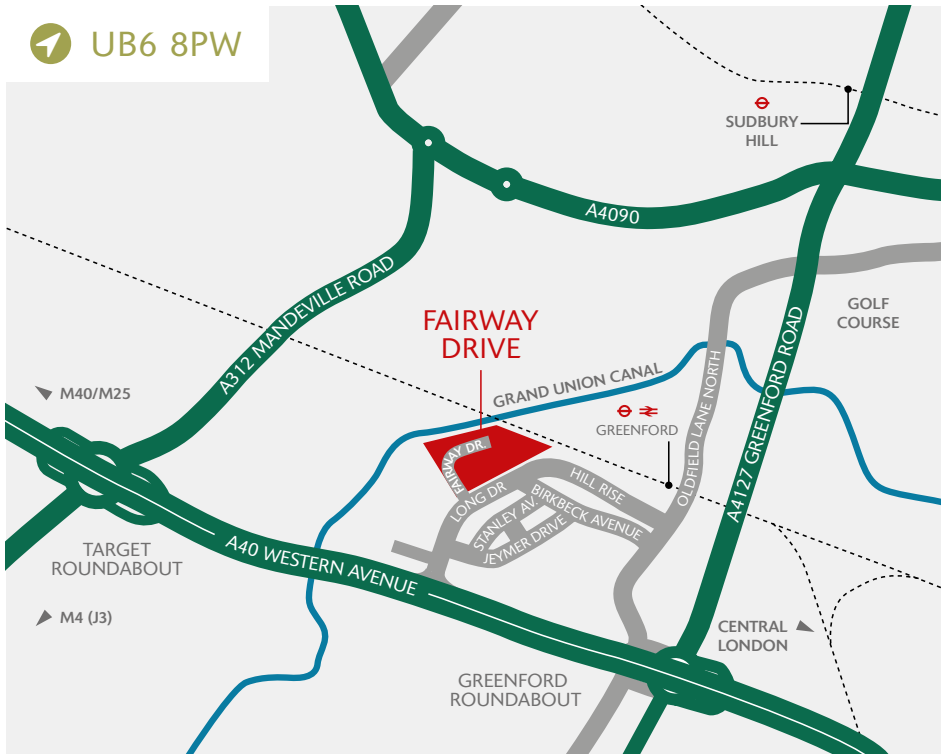 UB6 8PW
SUDBURY
HILL
A4090
A312 MANDEVILLE ROAD
GOLF
COURSE
FAIRWAY
DRIVE
GRAND UNION CANAL
M40/M25
GREENFORD
OLDFIELD LANE NORTH
A4127 GREENFORD ROAD
FAIRWAY DR.
LONG DR
HILL RISE
STANLEY AV.
BIRKBECK AVENUE
JEYMER DRIVE
TARGET
ROUNDABOUT
A40 WESTERN AVENUE
M4 (J3)
CENTRAL
LONDON
GREENFORD
ROUNDABOUT